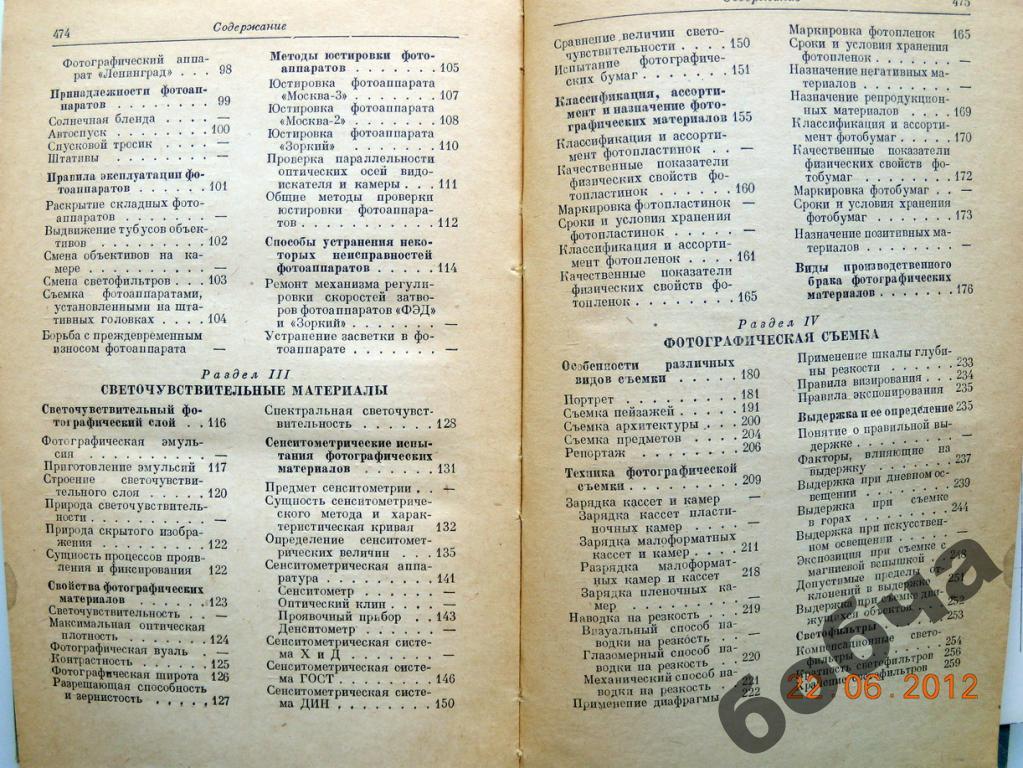 474
Содержание
Фотографический аппа-
рат «Ленинград» . . . 98
Принадлежности фотоап-
паратов . . . . . . . . 99
Солнечная бленда . . . . —
Автоспуск . . . . . . . . 100
Спусковой тросик . . . . —
Штативы . . . . . . . . —
Правила эксплуатации фо-
тоаппаратов . . . . . . 101
Раскрытие складных фото-
аппаратов . . . . . . . —
Выдвижение тубусов объек-
тивов . . . . . . . . . 102
Смена объективов на ка-
мере . . . . . . . . . . —
Смена светофильтров . . . 103
Съемка фотоаппаратами,
установленными на шта-
тивных головках . . . . 104
Борьба с преждевременным
износом фотоаппарата —
Методы юстировки фото-
аппаратов . . . . . . . 105
Юстировка фотоаппарата
«Москва-3» . . . . . . . 107
Юстировка фотоаппарата
«Москва-2» . . . . . . . 108
Юстировка фотоаппарата
«Зоркий» . . . . . . . . 110
Проверка параллельности
оптических осей видо-
искателя и камеры . . . 111
Общие методы проверки
юстировки фотоаппара-
тов . . . . . . . . . . 112
Способы устранения неко-
торых неисправностей
фотоаппаратов . . . . . 114
Ремонт механизма регули-
ровки скоростей затво-
ров фотоаппаратов «ФЭД»
и «Зоркий» . . . . . . . —
Устранение засветки в фо-
тоаппарате . . . . . . . —
Раздел III
СВЕТОЧУВСТВИТЕЛЬНЫЕ МАТЕРИАЛЫ
Светочувствительный фо-
тографический слой . . 116
Фотографическая эмуль-
сия . . . . . . . . . . —
Приготовление эмульсий 117
Строение светочувстви-
тельного слоя . . . . . 120
Природа светочувствитель-
ности . . . . . . . . . —
Природа скрытого изобра-
жения . . . . . . . . . 122
Сущность процессов прояв-
ления и фиксирования 122
Свойства фотографических
материалов . . . . . . . 123
Светочувствительность . . —
Максимальная оптическая
плотность . . . . . . . 124
Фотографическая вуаль . . —
Контрастность . . . . . . 125
Фотографическая широта 126
Разрешающая способность
и зернистость . . . . . 127
Спектральная светочувст-
вительность . . . . . . 128
Сенситометрические испы-
тания фотографических
материалов . . . . . . . 131
Предмет сенситометрии . . —
Сущность сенситометриче-
ского метода и харак-
теристическая кривая 132
Определение сенситомет-
рических величин . . . 135
Сенситометрическая аппа-
ратура . . . . . . . . . 141
Сенситометр . . . . . . —
Оптический клин . . . . —
Проявочный прибор . . 143
Денситометр . . . . . . —
Сенситометрическая систе-
ма Х и Д . . . . . . . —
Сенситометрическая систе-
ма ГОСТ . . . . . . . . 146
Сенситометрическая систе-
ма ДИН . . . . . . . . 150
Содержание
475
Сравнение величин свето-
чувствительности . . . . 150
Испытание фотографиче-
ских бумаг . . . . . . . 151
Классификация, ассорти-
мент и назначение фото-
графических материалов 155
Классификация и ассорти-
мент фотопластинок . . —
Качественные показатели
физических свойств фо-
топластинок . . . . . . 160
Маркировка фотопластинок —
Сроки и условия хранения
фотопластинок . . . . . —
Классификация и ассорти-
мент фотопленок . . . . 161
Качественные показатели
физических свойств фо-
топленок . . . . . . . . 165
Маркировка фотопленок 165
Сроки и условия хранения
фотопленок . . . . . . . —
Назначение негативных ма-
териалов . . . . . . . . —
Назначение репродукцион-
ных материалов . . . . 169
Классификация и ассорти-
мент фотобумаг . . . . 170
Качественные показатели
физических свойств фо-
тобумаг . . . . . . . . 172
Маркировка фотобумаг . . —
Сроки и условия хранения
фотобумаг . . . . . . . 173
Назначение позитивных ма-
териалов . . . . . . . . —
Виды производственного
брака фотографических
материалов . . . . . . . 176
Раздел IV
ФОТОГРАФИЧЕСКАЯ СЪЕМКА
Особенности различных
видов съемки . . . . . . 180
Портрет . . . . . . . . . 181
Съемка пейзажей . . . . . 191
Съемка архитектуры . . . 200
Съемка предметов . . . . 204
Репортаж . . . . . . . . 206
Техника фотографической
съемки . . . . . . . . . 209
Зарядка кассет и камер —
Зарядка кассет пласти-
ночных камер . . . . . —
Зарядка малоформатных
кассет и камер . . . . 211
Разрядка малоформат-
ных камер и кассет 218
Зарядка пленочных ка-
мер . . . . . . . . . —
Наводка на резкость . . . 219
Визуальный способ на-
водки на резкость . . . —
Глазомерный способ на-
водки на резкость . . . 220
Механический способ на-
водки на резкость . . . 221
Применение диафрагмы . . 222
Применение шкалы глуби-
ны резкости . . . . . . 233
Правила визирования . . . 234
Правила экспонирования 235
Выдержка и ее определение 235
Понятие о правильной вы-
держке . . . . . . . . . —
Факторы, влияющие на
выдержку . . . . . . . . 237
Выдержка при дневном ос-
вещении . . . . . . . . 239
Выдержка при съемке
в горах . . . . . . . . 244
Выдержка при искусствен-
ном освещении . . . . . —
Экспозиция при съемке с
магниевой вспышкой . . 248
Допустимые пределы от-
клонений в выдержке . 251
Выдержка при съемке дви-
жущихся объектов . . . 252
Светофильтры . . . . . . 253
Компенсационные свето-
фильтры . . . . . . . . 254
Кратность светофильтров 256
Хранение светофильтров 259
22 06 2012
бобча